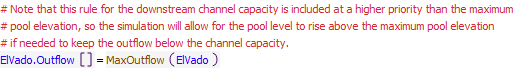 # Note that this rule for the downstream channel capacity is included at a higher priority than the maximum
# pool elevation, so the simulation will allow for the pool level to rise above the maximum pool elevation
# if needed to keep the outflow below the channel capacity.
ElVado.Outflow [] = MaxOutflow ( ElVado )